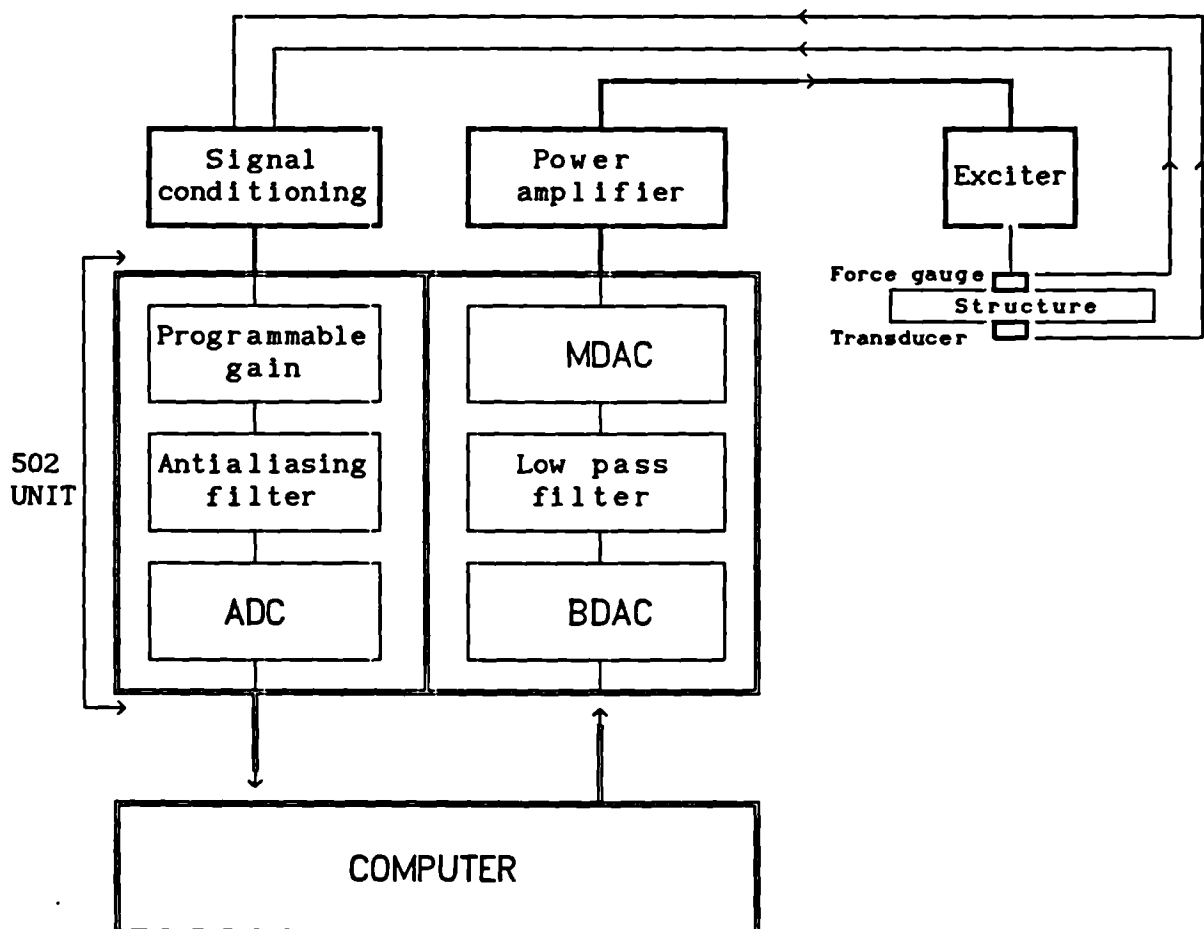 Signal
conditioning
Power
amplifier
Exciter
Force gauge
Structure
Transducer
Programmable
gain
MDAC
502
UNIT
Antialiasing
filter
Low pass
filter
ADC
BDAC
COMPUTER